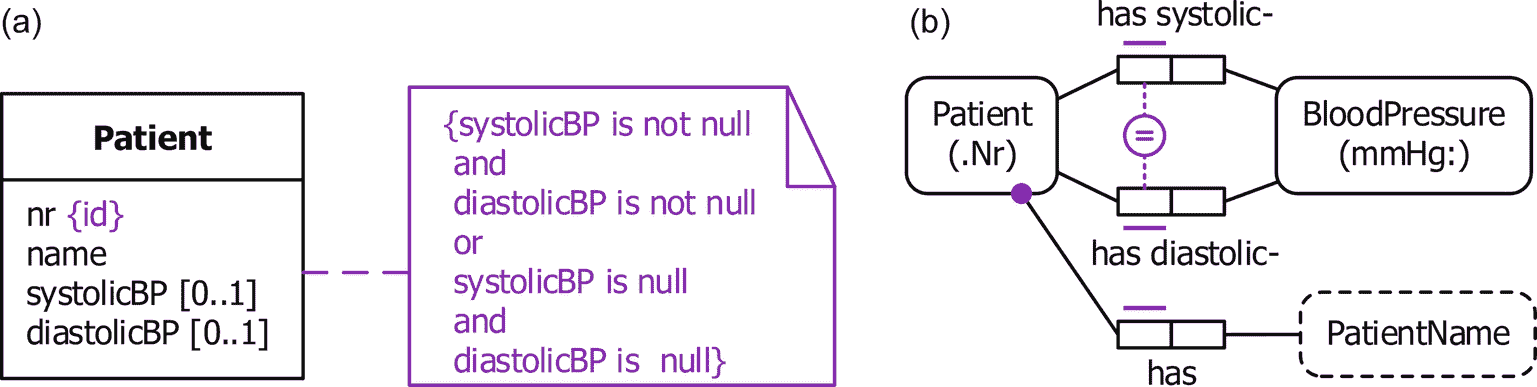 (a)
Patient
nr {id}
name
systolicBP [0..1]
diastolicBP [0..1]
{systolicBP is not null
and
diastolicBP is not null
or
systolicBP is null
and
diastolicBP is null}
(b)
has systolic-
Patient
(.Nr)
=
BloodPressure
(mmHg:)
has diastolic-
has
PatientName